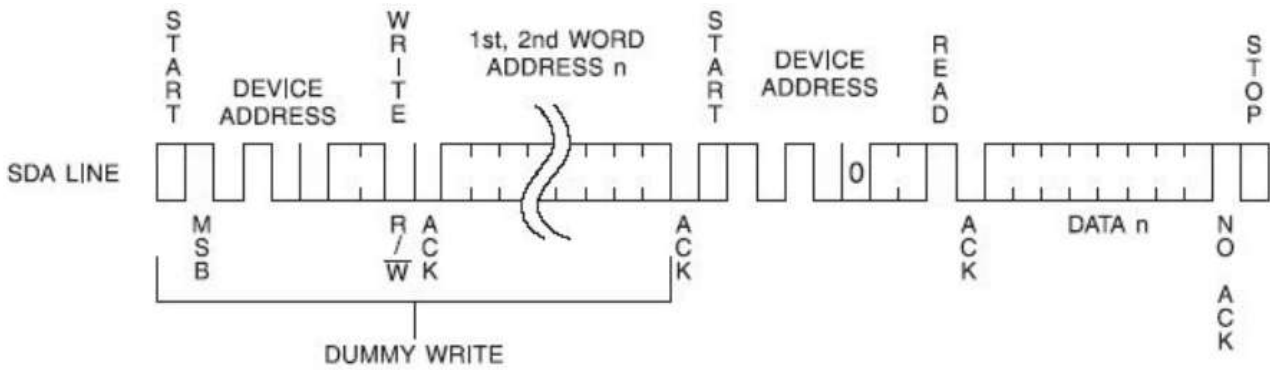 START
WRITE
1st, 2nd WORD
ADDRESS n
START
DEVICE
ADDRESS
READ
STOP
DEVICE
ADDRESS
SDA LINE
0
MSB
R/W
ACK
ACK
ACK
DATA n
NO ACK
DUMMY WRITE